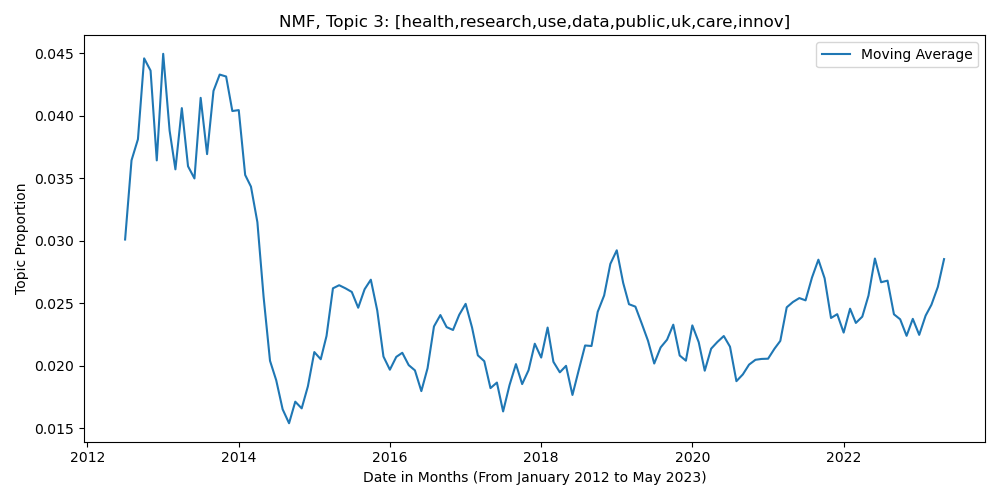 NMF, Topic 3: [health,research,use,data,public,uk,care,innov]
Moving Average
Topic Proportion
0.045
0.040
0.035
0.030
0.025
0.020
0.015
2012 2014 2016 2018 2020 2022
Date in Months (From January 2012 to May 2023)